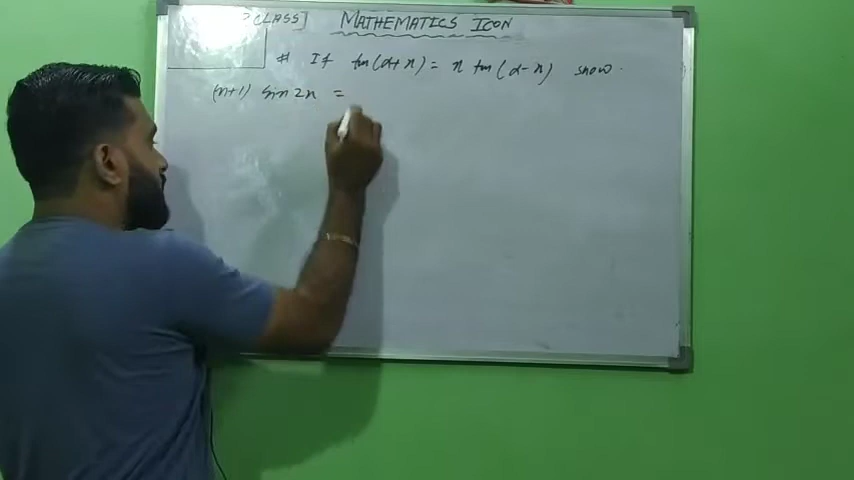 CLASS] MATHEMATICS ICON
# If tan(α+x) = n tan(α-x) show
(n+1) sin 2x =